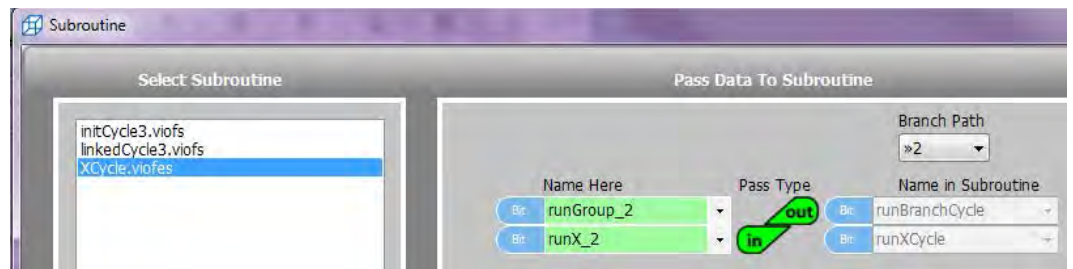 Subroutine
Select Subroutine
Pass Data To Subroutine
initCycle3.viofs
linkedCycle3.viofs
XCycle.viofes
Branch Path
»2
Name Here
Pass Type
Name in Subroutine
Bit runGroup_2 out Bit runBranchCycle
Bit runX_2 in Bit runXCycle